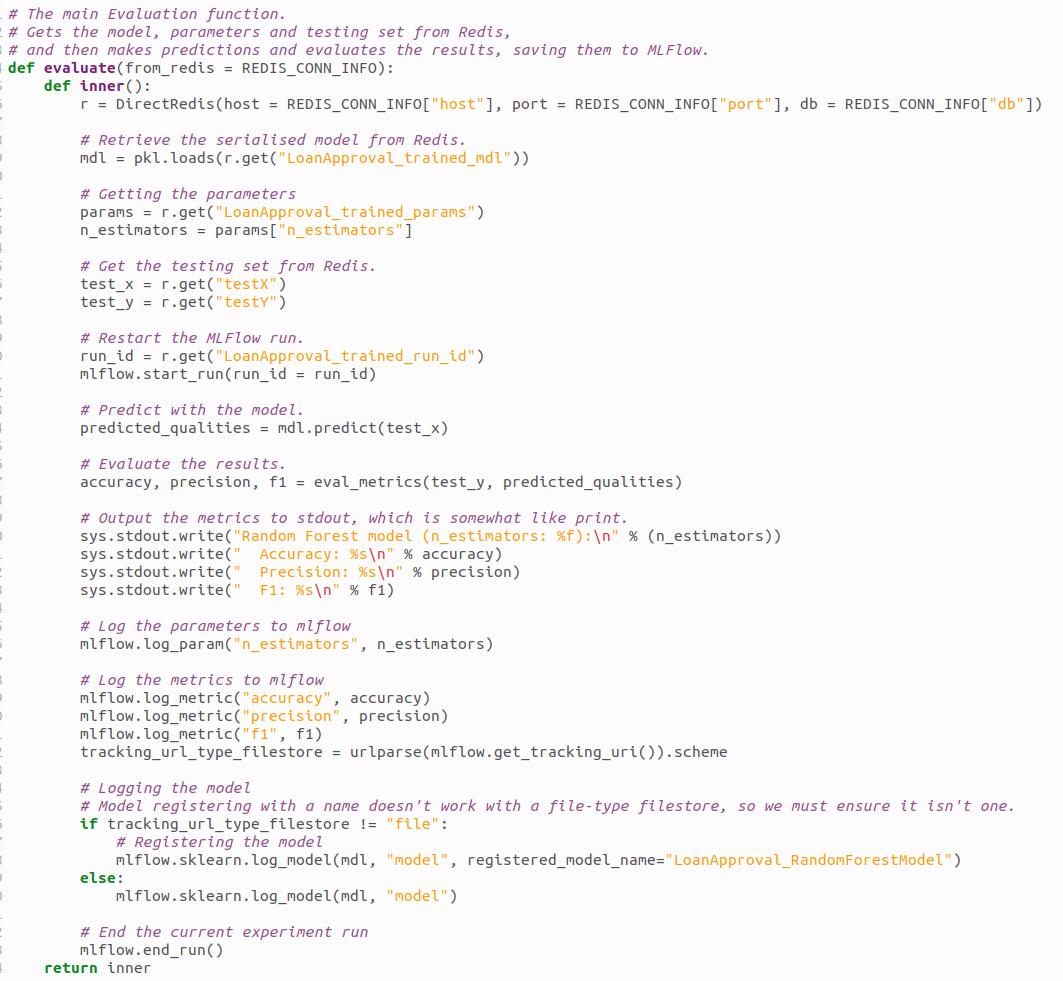 # The main Evaluation function.
# Gets the model, parameters and testing set from Redis,
# and then makes predictions and evaluates the results, saving them to MLFlow.
def evaluate(from_redis = REDIS_CONN_INFO):
    def inner():
        r = DirectRedis(host = REDIS_CONN_INFO["host"], port = REDIS_CONN_INFO["port"], db = REDIS_CONN_INFO["db"])

        # Retrieve the serialised model from Redis.
        mdl = pkl.loads(r.get("LoanApproval_trained_mdl"))

        # Getting the parameters
        params = r.get("LoanApproval_trained_params")
        n_estimators = params["n_estimators"]

        # Get the testing set from Redis.
        test_x = r.get("testX")
        test_y = r.get("testY")

        # Restart the MLFlow run.
        run_id = r.get("LoanApproval_trained_run_id")
        mlflow.start_run(run_id = run_id)

        # Predict with the model.
        predicted_qualities = mdl.predict(test_x)

        # Evaluate the results.
        accuracy, precision, f1 = eval_metrics(test_y, predicted_qualities)

        # Output the metrics to stdout, which is somewhat like print.
        sys.stdout.write("Random Forest model (n_estimators: %f):\n" % (n_estimators))
        sys.stdout.write("  Accuracy: %s\n" % accuracy)
        sys.stdout.write("  Precision: %s\n" % precision)
        sys.stdout.write("  F1: %s\n" % f1)

        # Log the parameters to mlflow
        mlflow.log_param("n_estimators", n_estimators)

        # Log the metrics to mlflow
        mlflow.log_metric("accuracy", accuracy)
        mlflow.log_metric("precision", precision)
        mlflow.log_metric("f1", f1)
        tracking_url_type_filestore = urlparse(mlflow.get_tracking_uri()).scheme

        # Logging the model
        # Model registering with a name doesn't work with a file-type filestore, so we must ensure it isn't one.
        if tracking_url_type_filestore != "file":
            # Registering the model
            mlflow.sklearn.log_model(mdl, "model", registered_model_name="LoanApproval_RandomForestModel")
        else:
            mlflow.sklearn.log_model(mdl, "model")

        # End the current experiment run
        mlflow.end_run()
    return inner